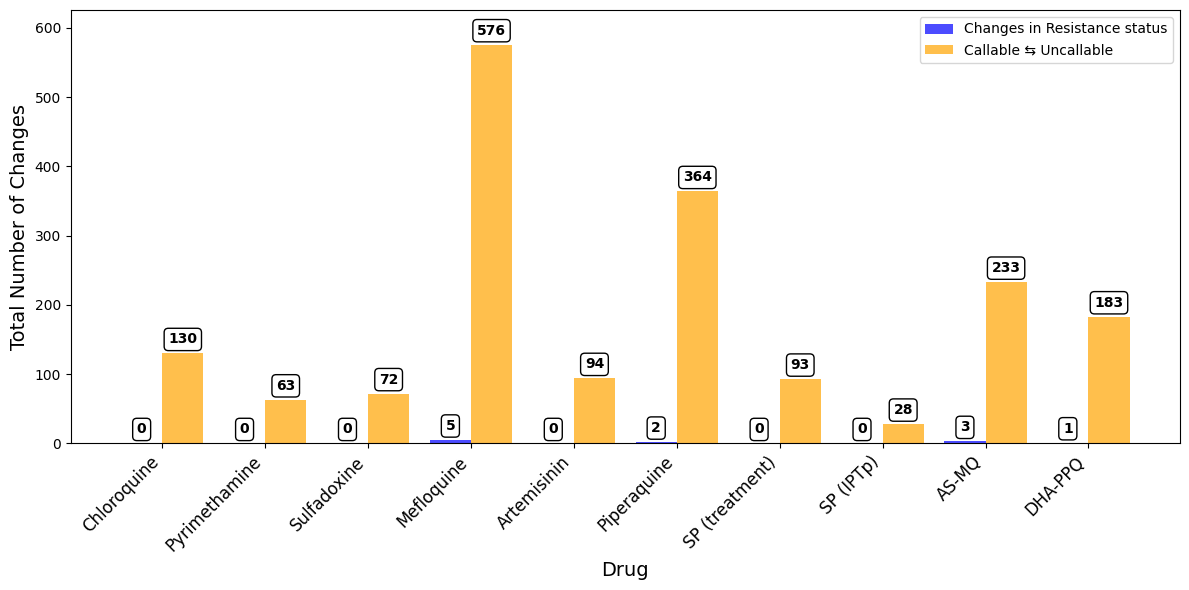 Changes in Resistance status
Callable ⇆ Uncallable
Total Number of Changes
600
500
400
300
200
100
0
0
130
0
63
0
72
5
576
0
94
2
364
0
93
0
28
3
233
1
183
Chloroquine
Pyrimethamine
Sulfadoxine
Mefloquine
Artemisinin
Piperaquine
SP (treatment)
SP (IPTp)
AS-MQ
DHA-PPQ
Drug